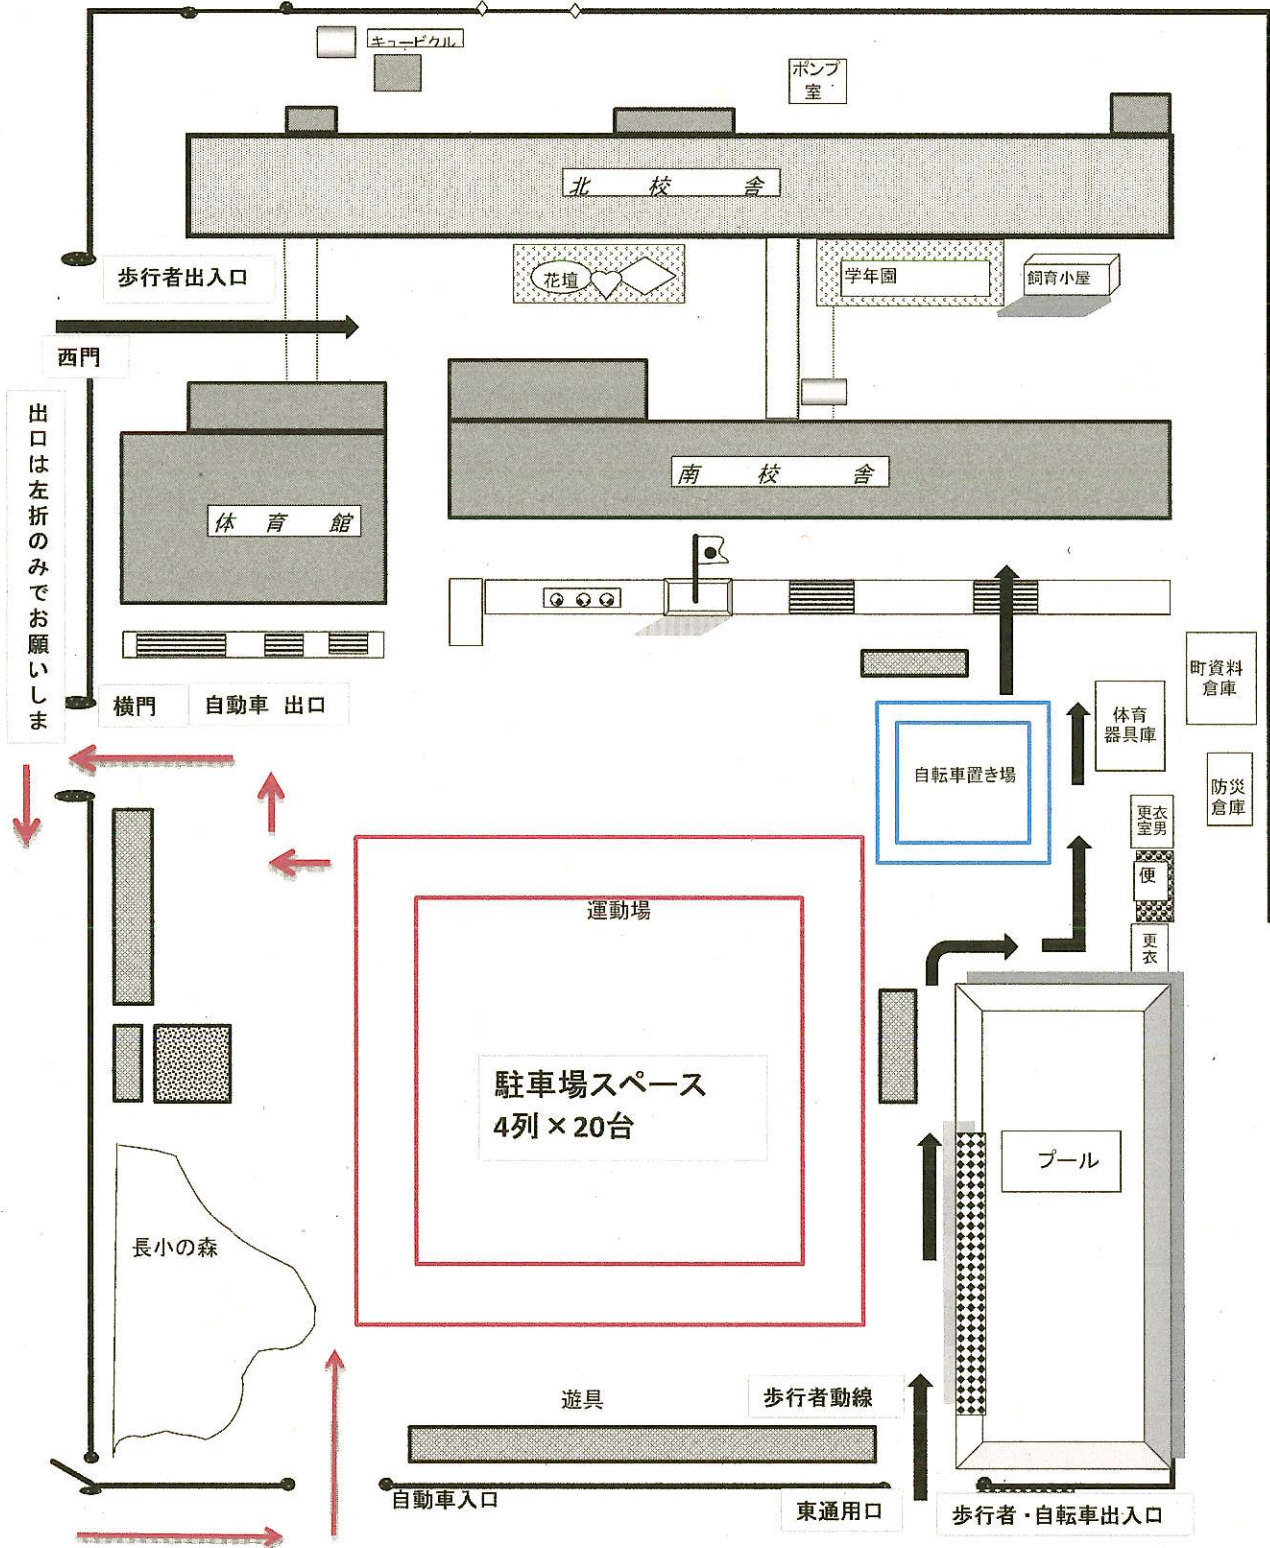 キュービクル
ポンプ
室
北校舎
歩行者出入口
花壇
学年園
飼育小屋
西門
出口は左折のみでお願いしま
南校舎
体育館
町資料
倉庫
横門
自動車 出口
体育
器具庫
自転車置き場
防災
倉庫
更衣
室男
便
運動場
更
衣
駐車場スペース
4列×20台
プール
長小の森
遊具
歩行者動線
自動車入口
東通用口
歩行者・自転車出入口